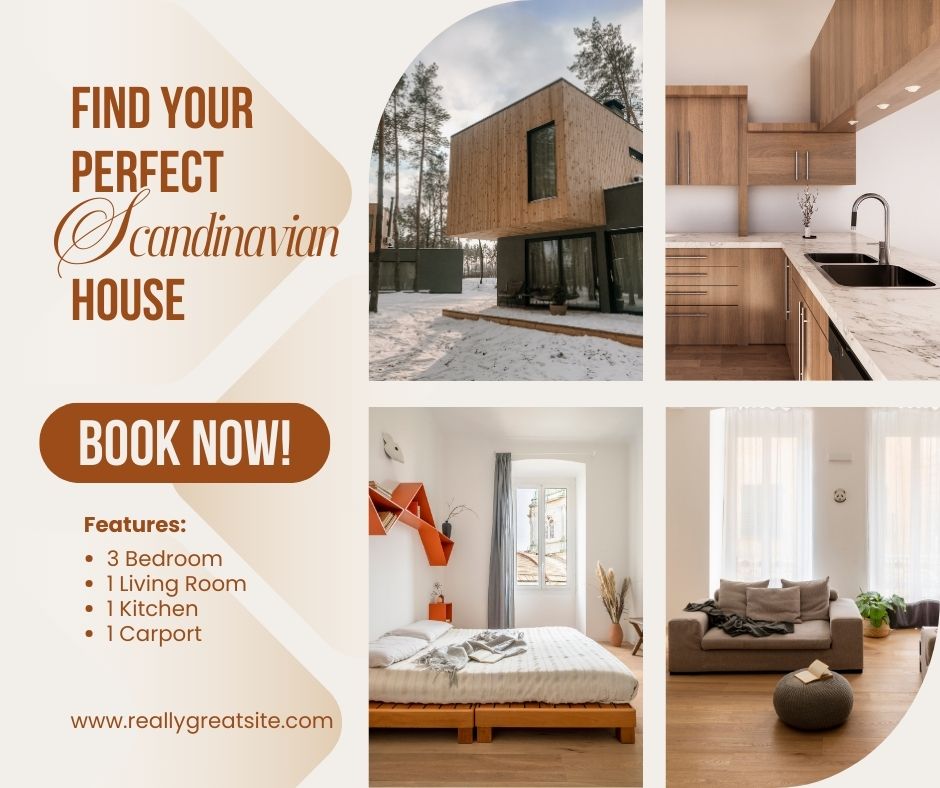 FIND YOUR
PERFECT
Scandinavian
HOUSE
BOOK NOW!
Features:
• 3 Bedroom
• 1 Living Room
• 1 Kitchen
• 1 Carport
www.reallygreatsite.com